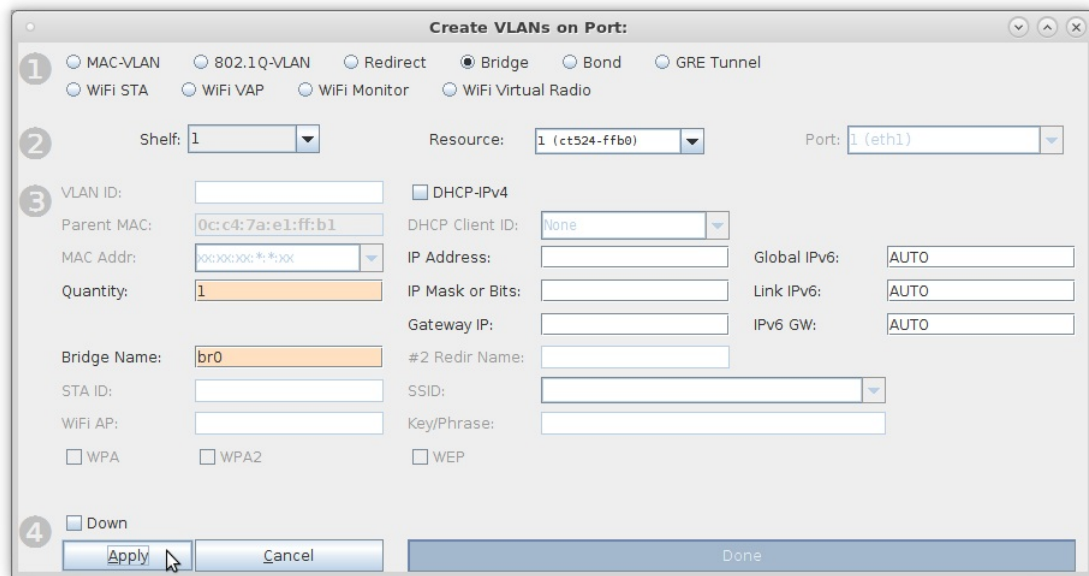 Create VLANs on Port:
1 MAC-VLAN 802.1Q-VLAN Redirect Bridge Bond GRE Tunnel
WiFi STA WiFi VAP WiFi Monitor WiFi Virtual Radio
2 Shelf: 1 Resource: 1 (ct524-ffb0) Port: 1 (eth1)
3 VLAN ID: DHCP-IPv4
Parent MAC: 0c:c4:7a:e1:ff:b1 DHCP Client ID: None
MAC Addr: xx:xx:xx:*:*:xx IP Address: Global IPv6: AUTO
Quantity: 1 IP Mask or Bits: Link IPv6: AUTO
Gateway IP: IPv6 GW: AUTO
Bridge Name: br0 #2 Redir Name:
STA ID: SSID:
WiFi AP: Key/Phrase:
WPA WPA2 WEP
4 Down
Apply Cancel Done